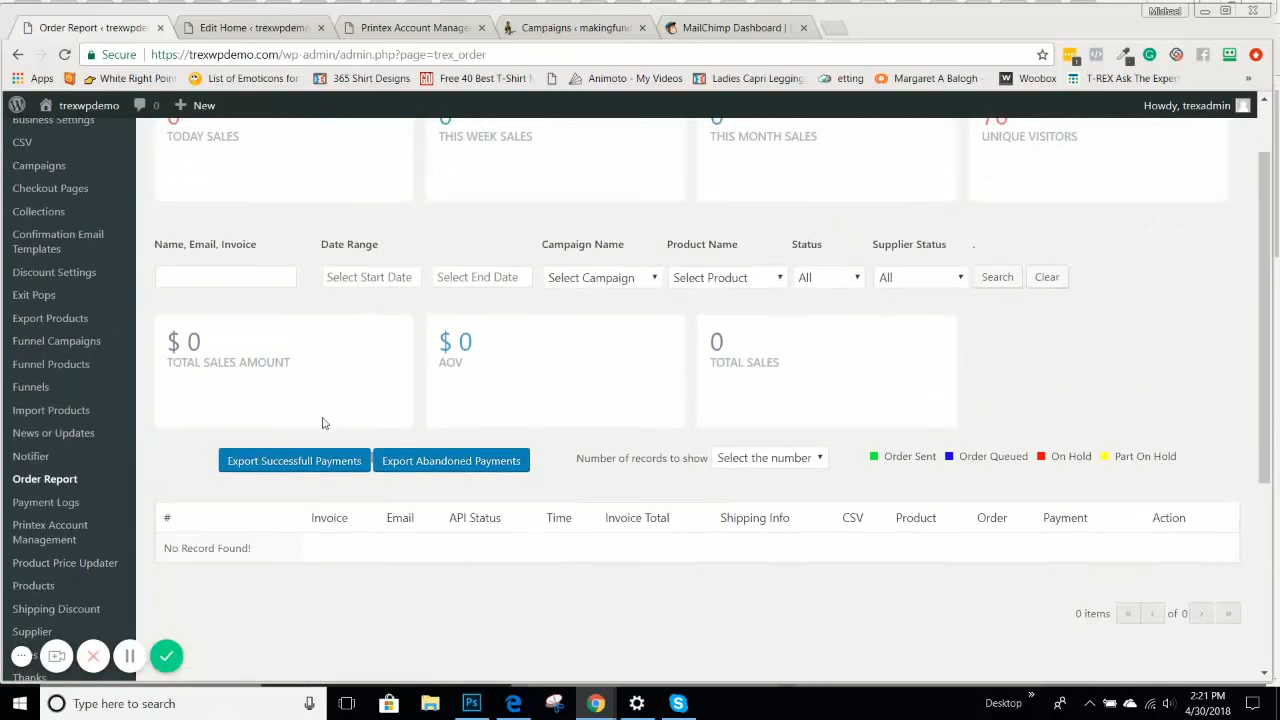 Michael
Order Report ‹ trexwpdemo
Edit Home ‹ trexwpdemo
Printex Account Managem
Campaigns ‹ makingfund
MailChimp Dashboard |
Secure
https://trexwpdemo.com/wp-admin/admin.php?page=trex_order
Apps
White Right Poin
List of Emoticons for
365 Shirt Designs
Free 40 Best T-Shirt
Animoto - My Videos
Ladies Capri Legging
etting
Margaret A Balogh
Woobox
T-REX Ask The Exper
»
trexwpdemo
0
New
Howdy, trexadmin
Business Settings
CSV
Campaigns
Checkout Pages
Collections
Confirmation Email
Templates
Discount Settings
Exit Pops
Export Products
Funnel Campaigns
Funnel Products
Funnels
Import Products
News or Updates
Notifier
Order Report
Payment Logs
Printex Account
Management
Product Price Updater
Products
Shipping Discount
Supplier
Thanks
TODAY SALES
THIS WEEK SALES
THIS MONTH SALES
UNIQUE VISITORS
Name, Email, Invoice
Date Range
Campaign Name
Product Name
Status
Supplier Status
.
Select Start Date
Select End Date
Select Campaign
Select Product
All
All
Search
Clear
$ 0
TOTAL SALES AMOUNT
$ 0
AOV
0
TOTAL SALES
Export Successfull Payments
Export Abandoned Payments
Number of records to show
Select the number
Order Sent
Order Queued
On Hold
Part On Hold
# Invoice Email API Status Time Invoice Total Shipping Info CSV Product Order Payment Action
No Record Found!
0 items « ‹ of 0 › »
Type here to search
Desktop
»
2:21 PM
4/30/2018